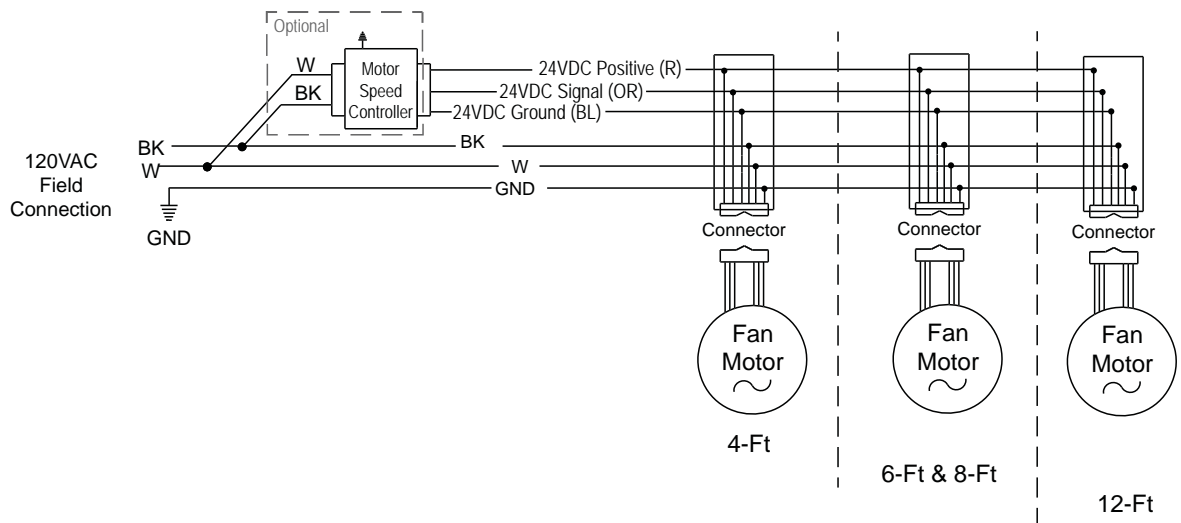 Optional
W
BK
Motor
Speed
Controller
24VDC Positive (R)
24VDC Signal (OR)
24VDC Ground (BL)
120VAC
Field
Connection
BK
W
BK
W
GND
GND
Connector
Connector
Connector
Fan
Motor
Fan
Motor
Fan
Motor
4-Ft
6-Ft & 8-Ft
12-Ft